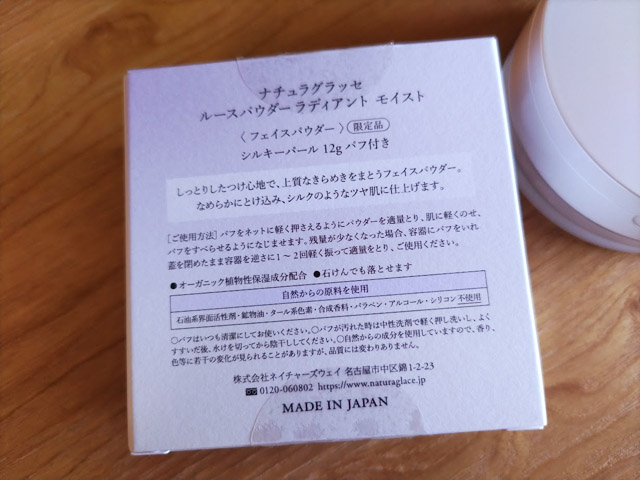 ナチュラグラッセ
ルースパウダー ラディアント モイスト
〈 フェイスパウダー 〉 限定品
シルキーパール 12g パフ付き
しっとりしたつけ心地で、上質なきらめきをまとうフェイスパウダー。
なめらかにとけ込み、シルクのようなツヤ肌に仕上げます。
[ご使用方法] パフをネットに軽く押さえるようにパウダーを適量とり、肌に軽くのせ、
パフをすべらせるようになじませます。残量が少なくなった場合、容器にパフをいれ
蓋を閉めたまま容器を逆さに1〜2回軽く振って適量をとり、ご使用ください。
●オーガニック植物性保湿成分配合 ●石けんでも落とせます
自然からの原料を使用
石油系界面活性剤・鉱物油・タール系色素・合成香料・パラベン・アルコール・シリコン不使用
○パフはいつも清潔にしてお使いください。○パフが汚れた時は中性洗剤で軽く押し洗いし、よく
すすいだ後、水けを切ってから陰干ししてください。○自然からの成分を使用していますので、香り、
色等に若干の変化が見られることがありますが、品質には変わりありません。
株式会社ネイチャーズウェイ 名古屋市中区錦1-2-23
0120-060802 https://www.naturaglace.jp
MADE IN JAPAN